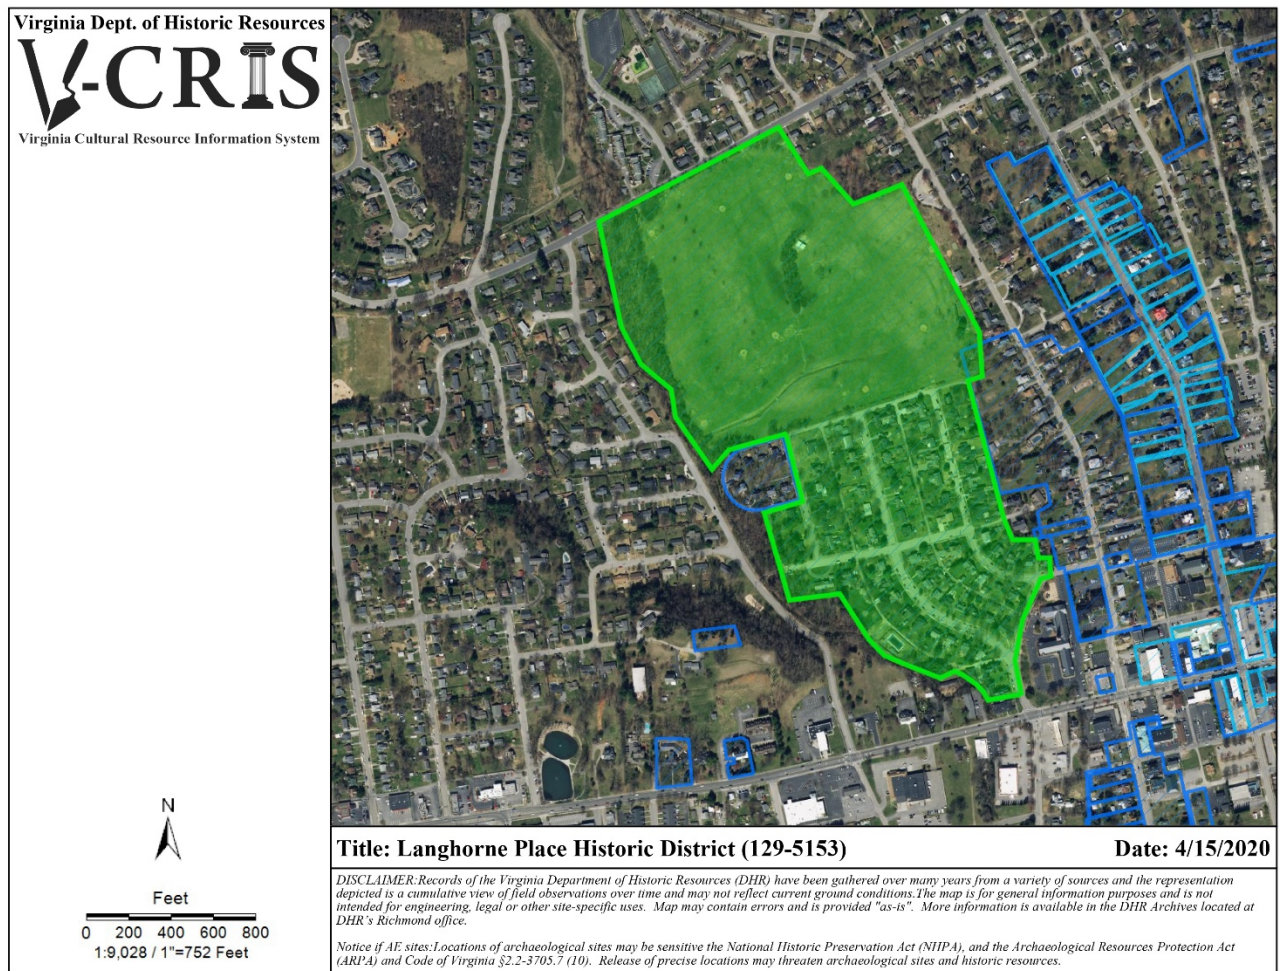 Virginia Dept. of Historic Resources
V-CRIS
Virginia Cultural Resource Information System
N
Feet
0 200 400 600 800
1:9,028 / 1"=752 Feet
Title: Langhorne Place Historic District (129-5153) Date: 4/15/2020
DISCLAIMER:Records of the Virginia Department of Historic Resources (DHR) have been gathered over many years from a variety of sources and the representation
depicted is a cumulative view of field observations over time and may not reflect current ground conditions.The map is for general information purposes and is not
intended for engineering, legal or other site-specific uses. Map may contain errors and is provided "as-is". More information is available in the DHR Archives located at
DHR's Richmond office.
Notice if AE sites:Locations of archaeological sites may be sensitive the National Historic Preservation Act (NHPA), and the Archaeological Resources Protection Act
(ARPA) and Code of Virginia §2.2-3705.7 (10). Release of precise locations may threaten archaeological sites and historic resources.